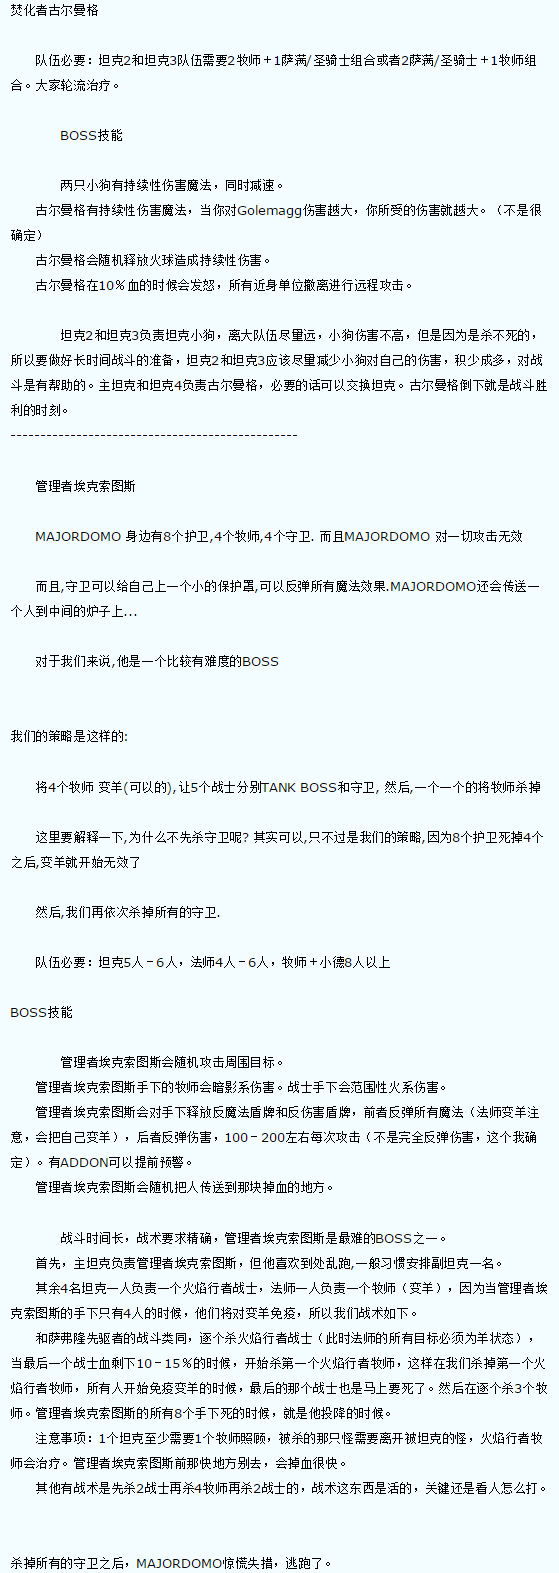 焚化者古尔曼格
队伍必要：坦克2和坦克3队伍需要2牧师＋1萨满/圣骑士组合或者2萨满/圣骑士＋1牧师组
合。大家轮流治疗。
BOSS技能
两只小狗有持续性伤害魔法，同时减速。
古尔曼格有持续性伤害魔法，当你对Golemagg伤害越大，你所受的伤害就越大。（不是很
确定）
古尔曼格会随机释放火球造成持续性伤害。
古尔曼格在10％血的时候会发怒，所有近身单位撤离进行远程攻击。
坦克2和坦克3负责坦克小狗，离大队伍尽量远，小狗伤害不高，但是因为是杀不死的，
所以要做好长时间战斗的准备，坦克2和坦克3应该尽量减少小狗对自己的伤害，积少成多，对战
斗是有帮助的。主坦克和坦克4负责古尔曼格，必要的话可以交换坦克。古尔曼格倒下就是战斗胜
利的时刻。
------------------------------------------------
管理者埃克索图斯
MAJORDOMO 身边有8个护卫,4个牧师,4个守卫. 而且MAJORDOMO 对一切攻击无效
而且,守卫可以给自己上一个小的保护罩,可以反弹所有魔法效果.MAJORDOMO还会传送一
个人到中间的炉子上...
对于我们来说,他是一个比较有难度的BOSS
我们的策略是这样的:
将4个牧师 变羊(可以的),让5个战士分别TANK BOSS和守卫, 然后,一个一个的将牧师杀掉
这里要解释一下,为什么不先杀守卫呢? 其实可以,只不过是我们的策略,因为8个护卫死掉4个
之后,变羊就开始无效了
然后,我们再依次杀掉所有的守卫.
队伍必要：坦克5人－6人，法师4人－6人，牧师＋小德8人以上
BOSS技能
管理者埃克索图斯会随机攻击周围目标。
管理者埃克索图斯手下的牧师会暗影系伤害。战士手下会范围性火系伤害。
管理者埃克索图斯会对手下释放反魔法盾牌和反伤害盾牌，前者反弹所有魔法（法师变羊注
意，会把自己变羊），后者反弹伤害，100－200左右每次攻击（不是完全反弹伤害，这个我确
定）。有ADDON可以提前预警。
管理者埃克索图斯会随机把人传送到那块掉血的地方。
战斗时间长，战术要求精确，管理者埃克索图斯是最难的BOSS之一。
首先，主坦克负责管理者埃克索图斯，但他喜欢到处乱跑,一般习惯安排副坦克一名。
其余4名坦克一人负责一个火焰行者战士，法师一人负责一个牧师（变羊），因为当管理者埃
克索图斯的手下只有4人的时候，他们将对变羊免疫，所以我们战术如下。
和萨弗隆先驱者的战斗类同，逐个杀火焰行者战士（此时法师的所有目标必须为羊状态），
当最后一个战士血剩下10－15％的时候，开始杀第一个火焰行者牧师，这样在我们杀掉第一个火
焰行者牧师，所有人开始免疫变羊的时候，最后的那个战士也是马上要死了。然后在逐个杀3个牧
师。管理者埃克索图斯的所有8个手下死的时候，就是他投降的时候。
注意事项：1个坦克至少需要1个牧师照顾，被杀的那只怪需要离开被坦克的怪，火焰行者牧
师会治疗。管理者埃克索图斯前那快地方别去，会掉血很快。
其他有战术是先杀2战士再杀4牧师再杀2战士的，战术这东西是活的，关键还是看人怎么打。
杀掉所有的守卫之后，MAJORDOMO惊慌失措，逃跑了。